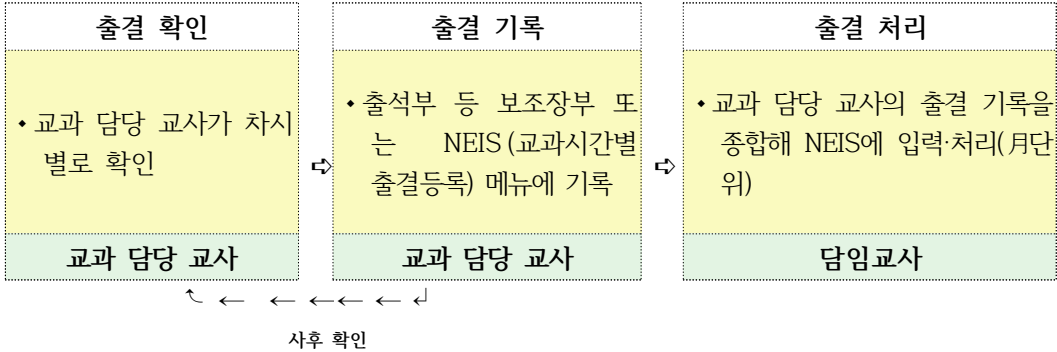 출결 확인
• 교과 담당 교사가 차시
별로 확인
교과 담당 교사
⇨
출결 기록
• 출석부 등 보조장부 또
는 NEIS(교과시간별
출결등록) 메뉴에 기록
교과 담당 교사
⇨
출결 처리
• 교과 담당 교사의 출결 기록을
종합해 NEIS에 입력·처리(月단
위)
담임교사
사후 확인